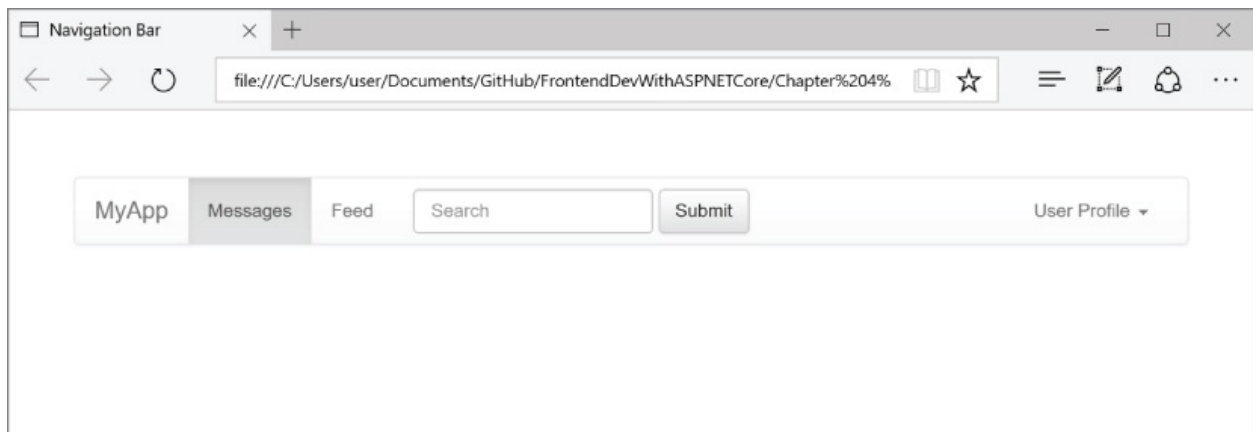 Navigation Bar
file:///C:/Users/user/Documents/GitHub/FrontendDevWithASPNETCore/Chapter%204%
MyApp Messages Feed Search Submit User Profile